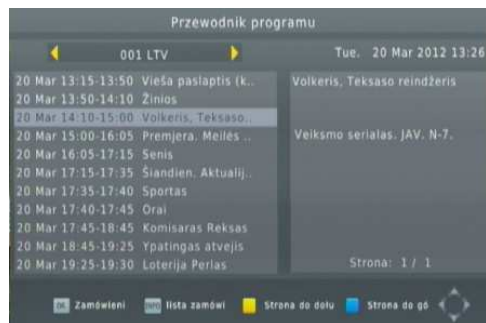 Przewodnik programu
001 LTV
Tue. 20 Mar 2012 13:26
20 Mar 13:15-13:50 Vieša paslaptis (k..
20 Mar 13:50-14:10 Žinios
20 Mar 14:10-15:00 Volkeris, Teksaso..
20 Mar 15:00-16:05 Premjera. Meilės ..
20 Mar 16:05-17:15 Senis
20 Mar 17:15-17:35 Šiandien. Aktualij..
20 Mar 17:35-17:40 Sportas
20 Mar 17:40-17:45 Orai
20 Mar 17:45-18:45 Komisaras Reksas
20 Mar 18:45-19:25 Ypatingas atvejis
20 Mar 19:25-19:30 Loterija Perlas
Volkeris, Teksaso reindžeris
Veiksmo serialas. JAV. N-7.
Strona: 1/ 1
OK Zamówieni INFO lista zamówi Strona do dołu Strona do gó